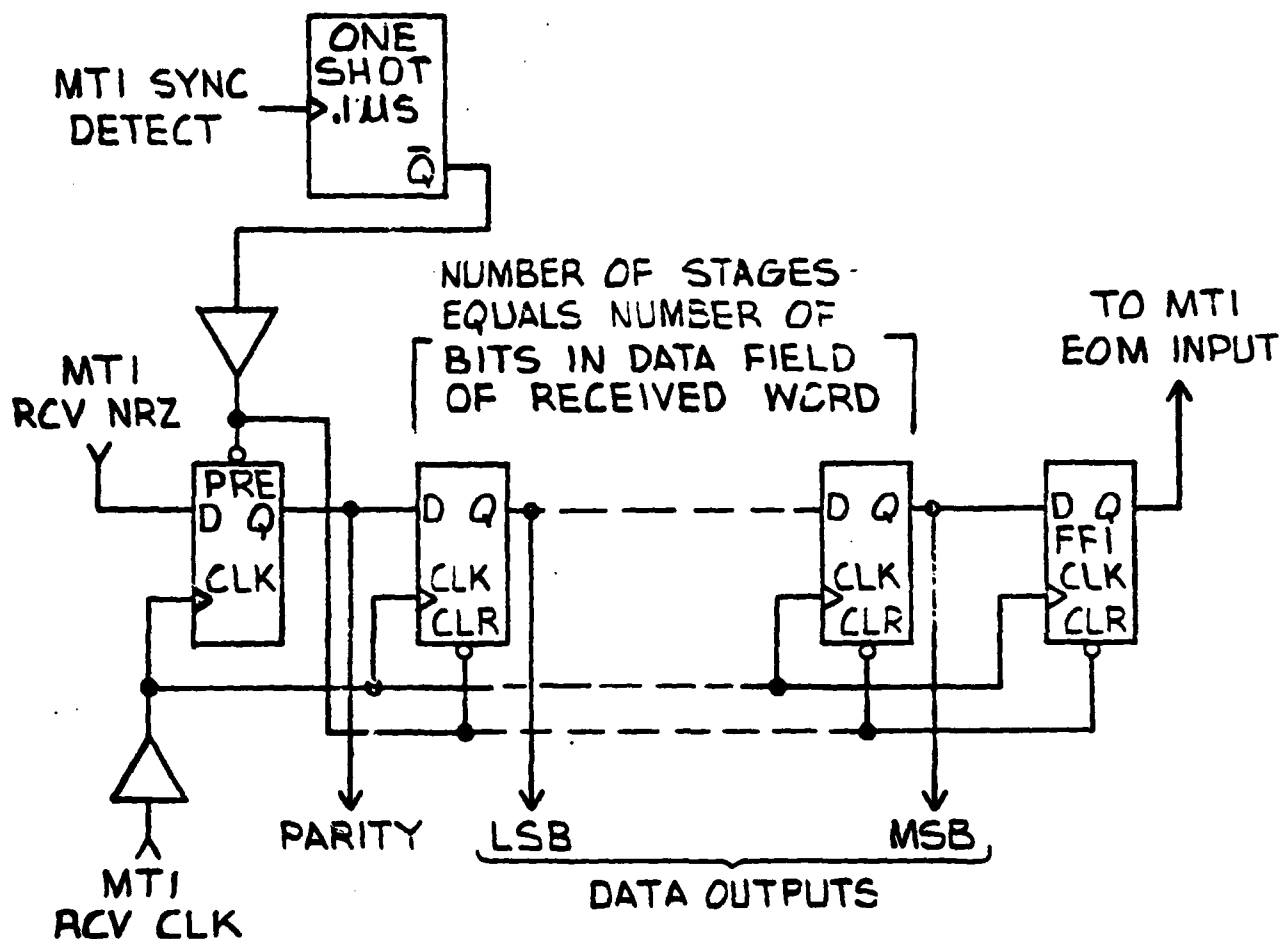 ONE
SHOT
.1µS
Q̅
MTI SYNC
DETECT
NUMBER OF STAGES
EQUALS NUMBER OF
BITS IN DATA FIELD
OF RECEIVED WORD
TO MTI
EOM INPUT
MTI
RCV NRZ
PRE
D Q
CLK
D Q
CLK
CLR
D Q
CLK
CLR
D Q
FF1
CLK
CLR
PARITY
LSB
MSB
DATA OUTPUTS
MTI
RCV CLK